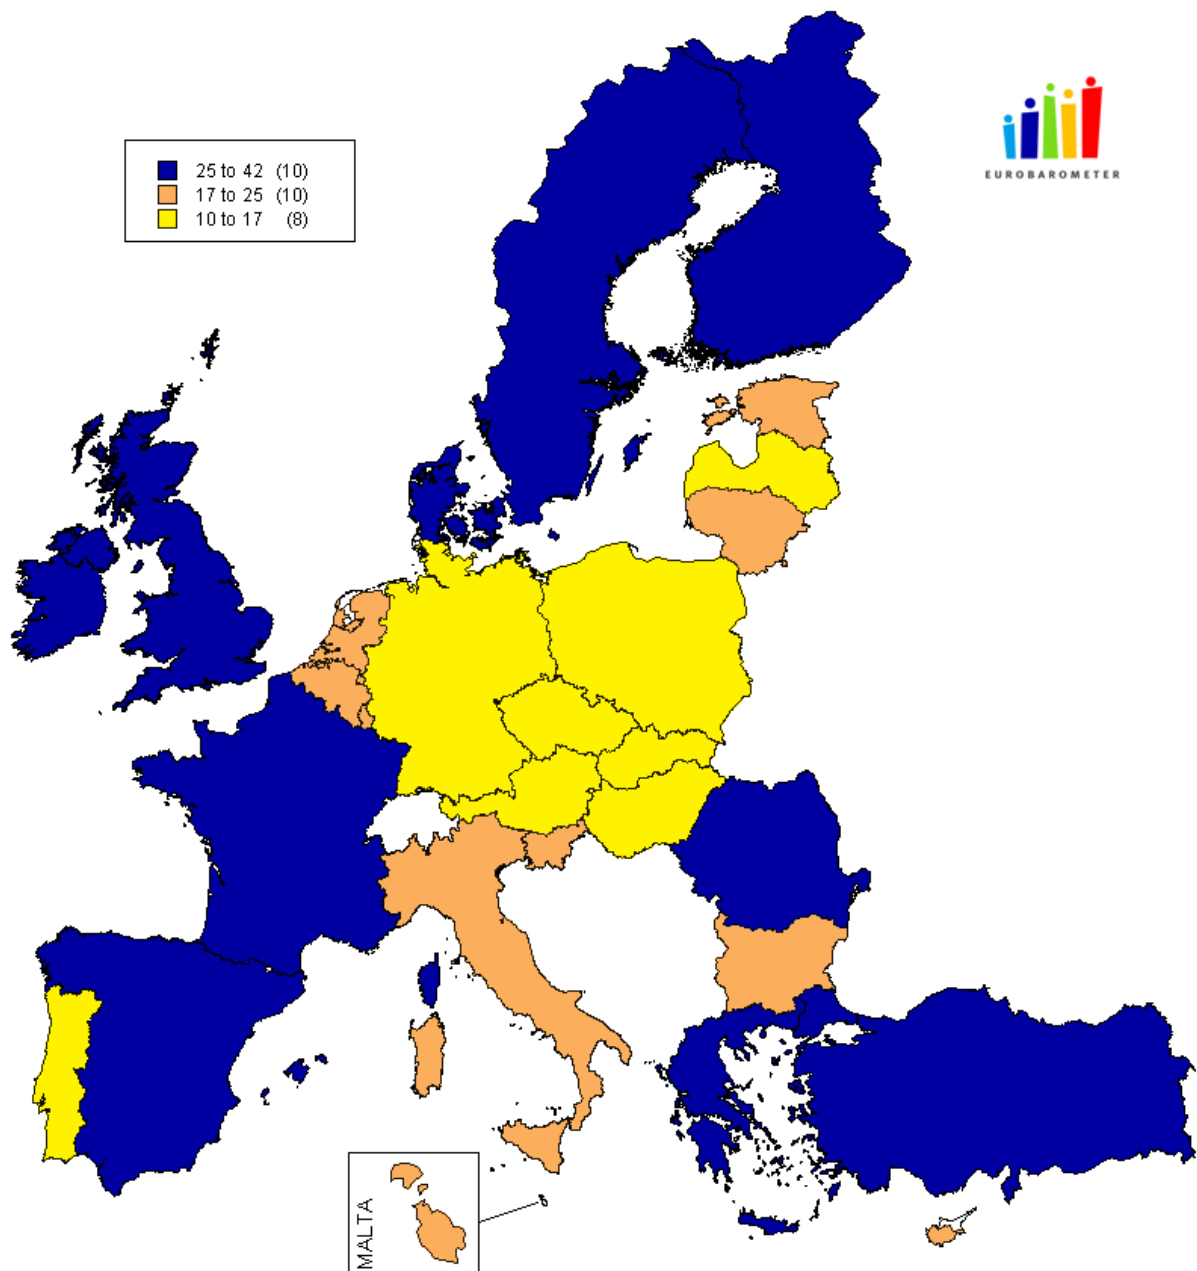 25 to 42 (10)
17 to 25 (10)
10 to 17 (8)
EUROBAROMETER
MALTA